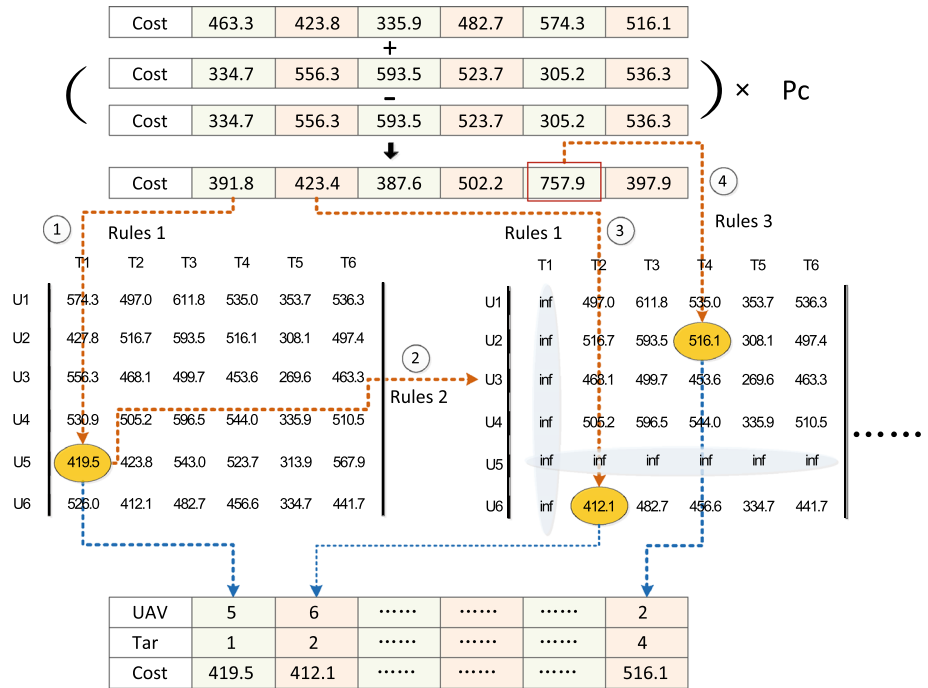 Cost 463.3 423.8 335.9 482.7 574.3 516.1
+
( Cost 334.7 556.3 593.5 523.7 305.2 536.3
-
Cost 334.7 556.3 593.5 523.7 305.2 536.3 ) × Pc
Cost 391.8 423.4 387.6 502.2 757.9 397.9
1 Rules 1
Rules 1 3
4
Rules 3
T1 T2 T3 T4 T5 T6
U1 574.3 497.0 611.8 535.0 353.7 536.3
U2 427.8 516.7 593.5 516.1 308.1 497.4
U3 556.3 468.1 499.7 453.6 269.6 463.3
U4 530.9 505.2 596.5 544.0 335.9 510.5
U5 419.5 423.8 543.0 523.7 313.9 567.9
U6 526.0 412.1 482.7 456.6 334.7 441.7
2
Rules 2
T1 T2 T3 T4 T5 T6
U1 inf 497.0 611.8 535.0 353.7 536.3
U2 inf 516.7 593.5 516.1 308.1 497.4
U3 inf 468.1 499.7 453.6 269.6 463.3
U4 inf 505.2 596.5 544.0 335.9 510.5
U5 inf inf inf inf inf inf
U6 inf 412.1 482.7 456.6 334.7 441.7
······
UAV 5 6 ······ ······ ······ 2
Tar 1 2 ······ ······ ······ 4
Cost 419.5 412.1 ······ ······ ······ 516.1